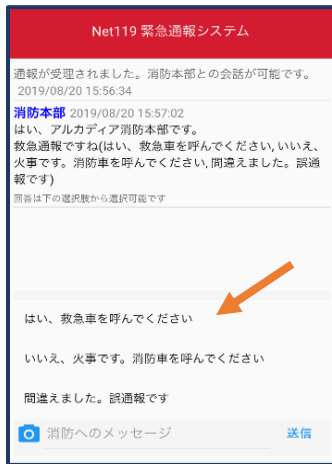 Net119 緊急通報システム
通報が受理されました。消防本部との会話が可能です。
2019/08/20 15:56:34
消防本部 2019/08/20 15:57:02
はい、アルカディア消防本部です。
救急通報ですね(はい、救急車を呼んでください, いいえ、
火事です。消防車を呼んでください, 間違えました。誤通
報です)
回答は下の選択肢から選択可能です
はい、救急車を呼んでください
いいえ、火事です。消防車を呼んでください
間違えました。誤通報です
消防へのメッセージ 送信